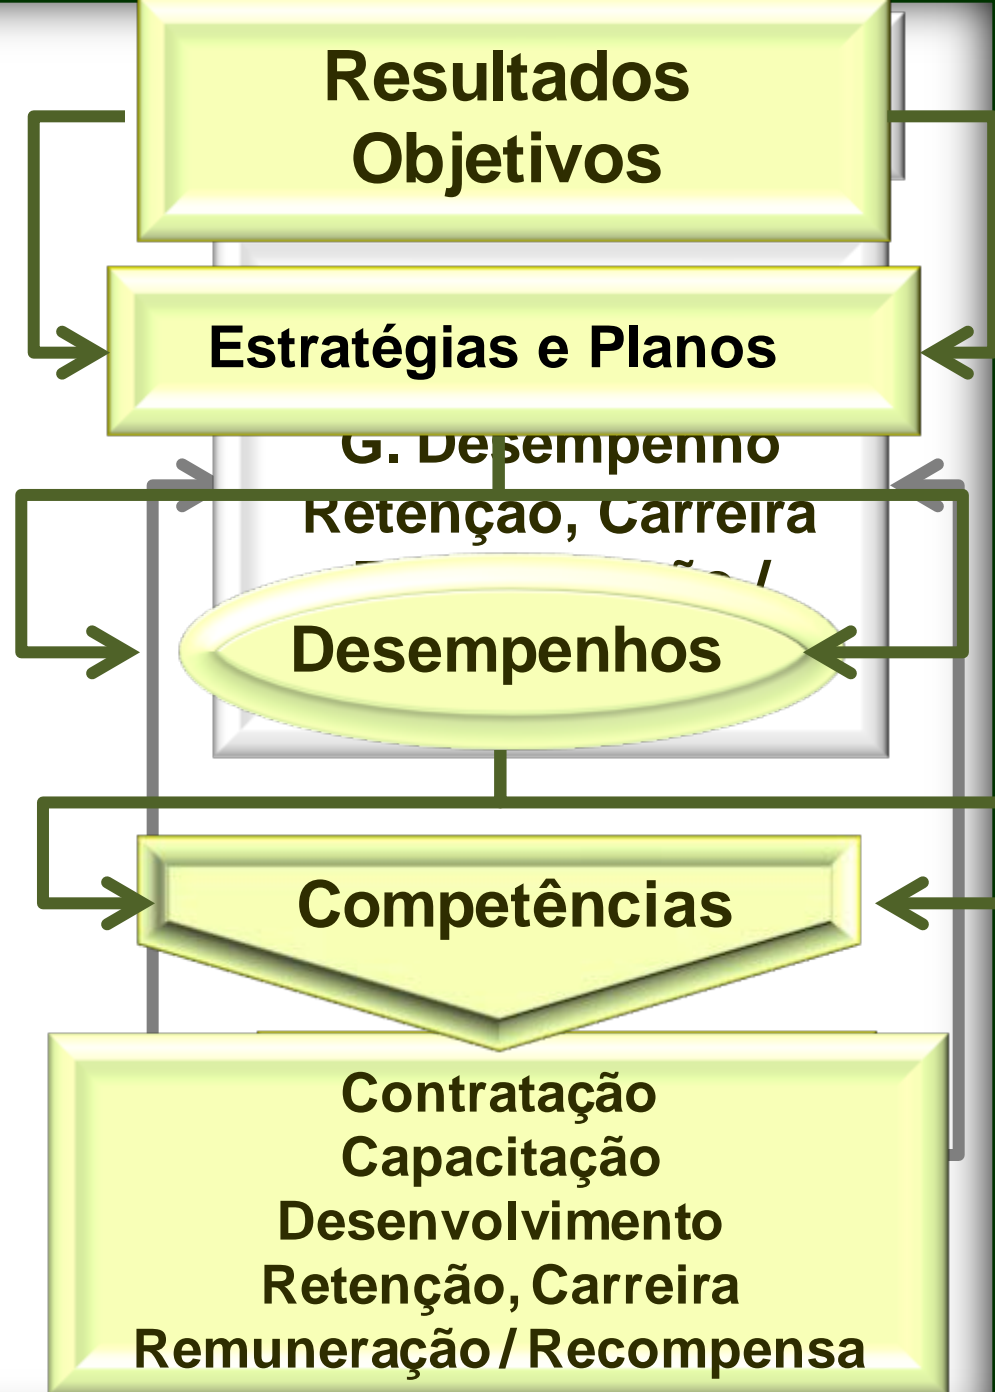 Resultados
Objetivos
Estratégias e Planos
G. Desempenho
Retenção, Carreira
Desempenhos
Competências
Contratação
Capacitação
Desenvolvimento
Retenção, Carreira
Remuneração / Recompensa